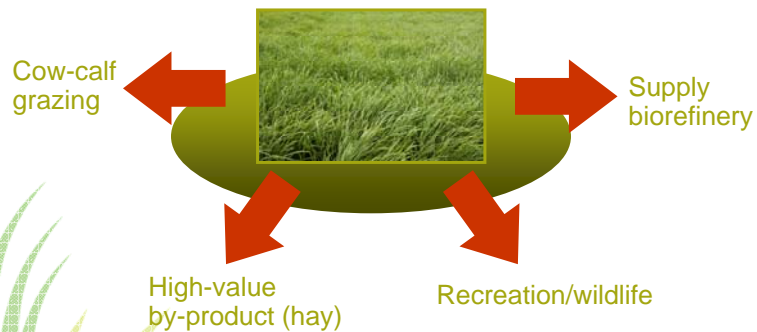 Cow-calf
grazing
Supply
biorefinery
High-value
by-product (hay)
Recreation/wildlife